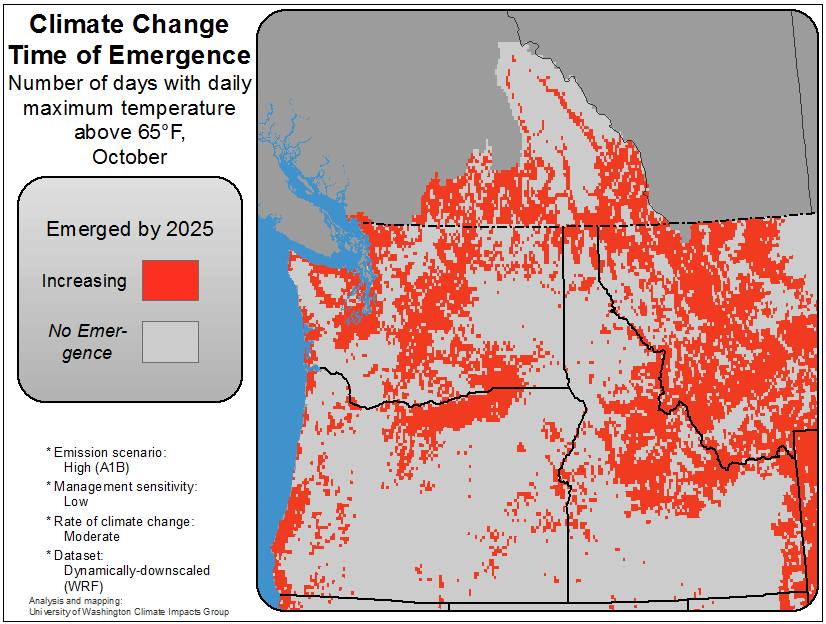 Climate Change
Time of Emergence
Number of days with daily
maximum temperature
above 65°F,
October
Emerged by 2025
Increasing
No Emer-
gence
* Emission scenario:
High (A1B)
* Management sensitivity:
Low
* Rate of climate change:
Moderate
* Dataset:
Dynamically-downscaled
(WRF)
Analysis and mapping:
University of Washington Climate Impacts Group